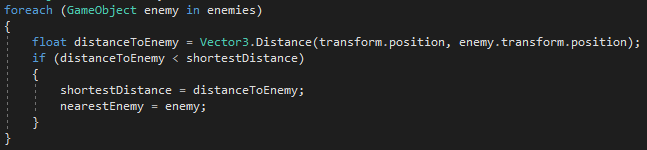 foreach (GameObject enemy in enemies)
{
    float distanceToEnemy = Vector3.Distance(transform.position, enemy.transform.position);
    if (distanceToEnemy < shortestDistance)
    {
        shortestDistance = distanceToEnemy;
        nearestEnemy = enemy;
    }
}